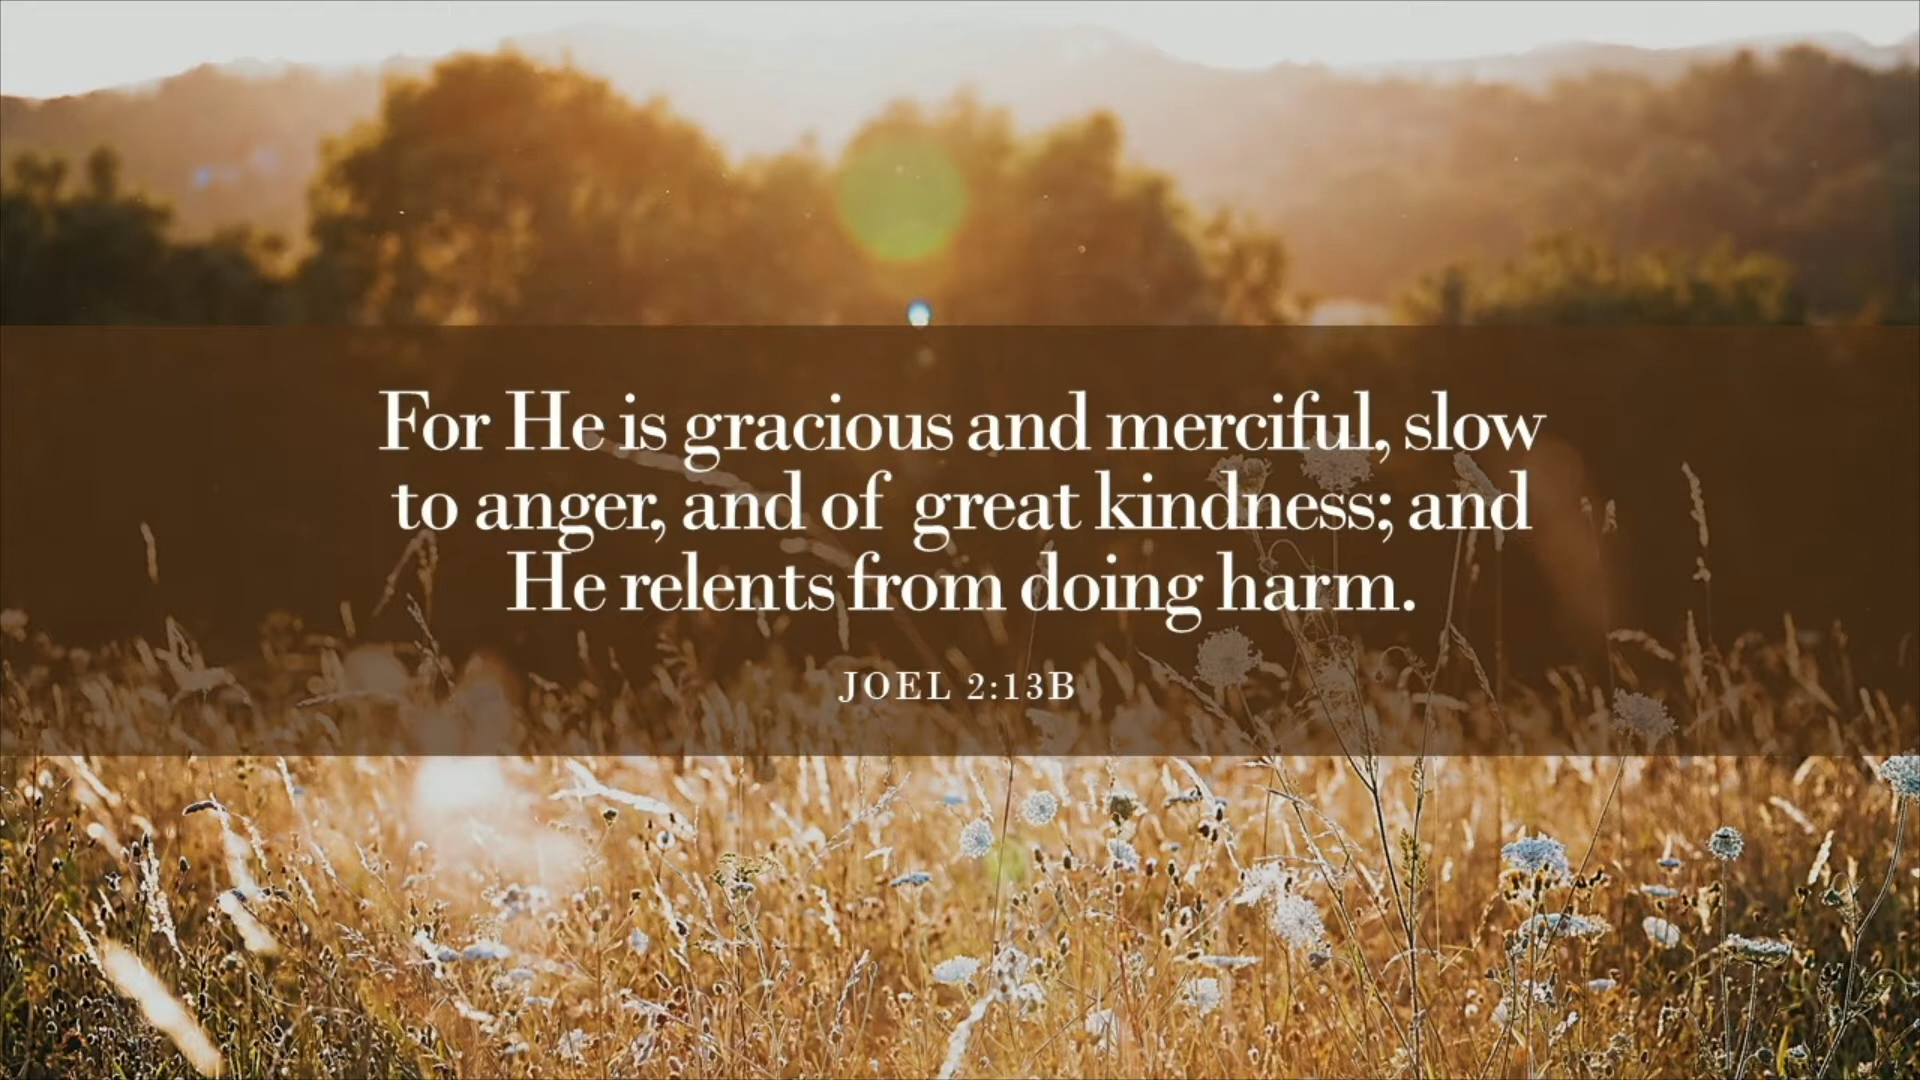 For He is gracious and merciful, slow
to anger, and of great kindness; and
He relents from doing harm.
JOEL 2:13B